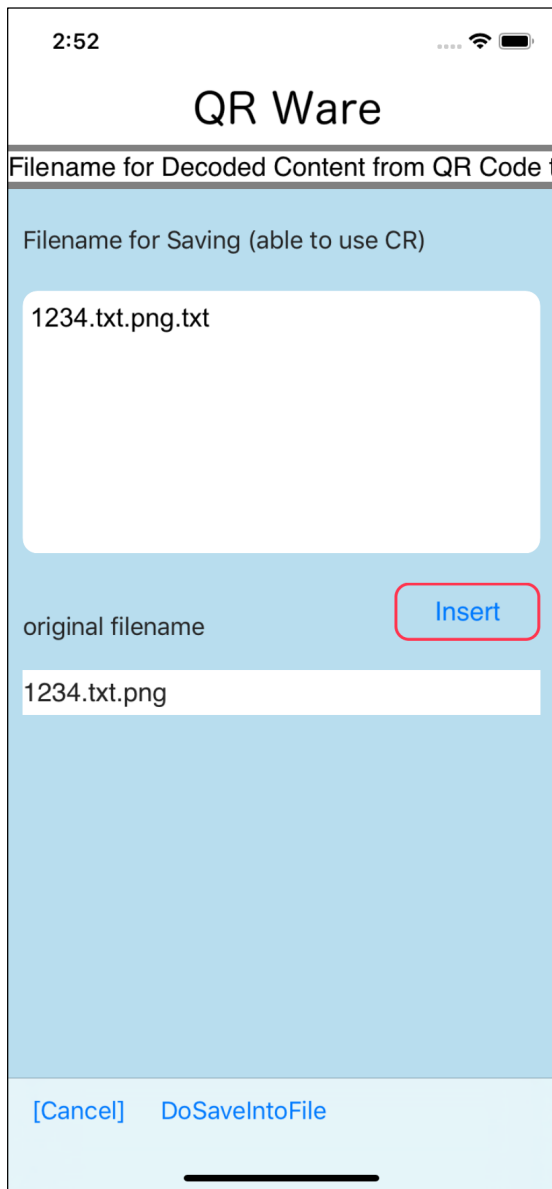 2:52
QR Ware
Filename for Decoded Content from QR Code
Filename for Saving (able to use CR)
1234.txt.png.txt
Insert
original filename
1234.txt.png
[Cancel] DoSaveIntoFile